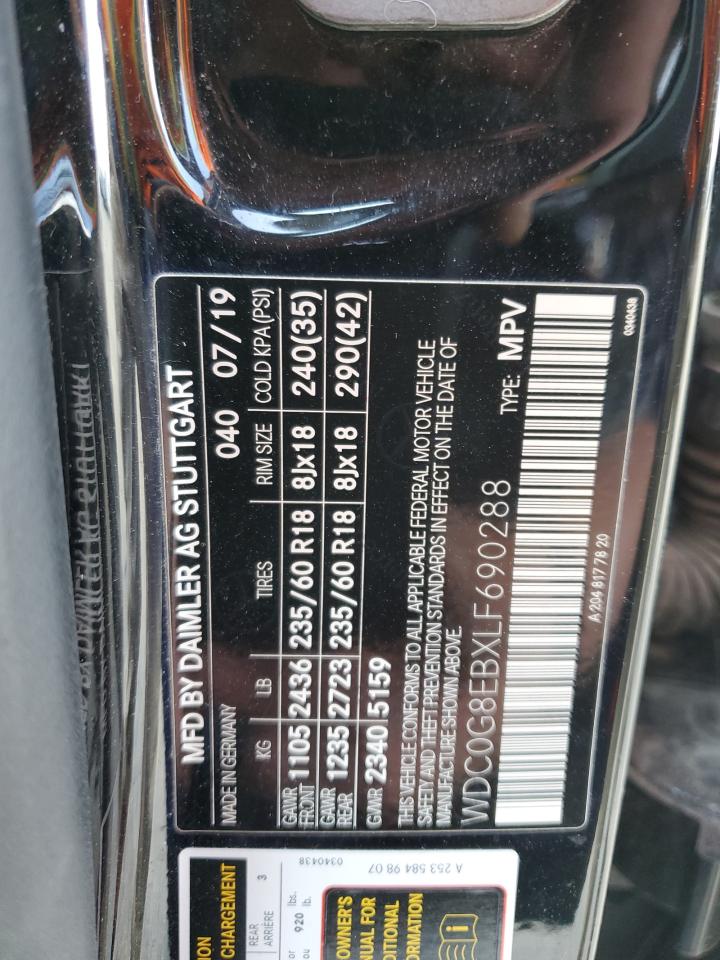 MFD BY DAIMLER AG STUTTGART
MADE IN GERMANY 040 07/19
KG LB TIRES RIM SIZE COLD KPA(PSI)
GAWR FRONT 1105 2436 235/60 R18 8Jx18 240(35)
GAWR REAR 1235 2723 235/60 R18 8Jx18 290(42)
GVWR 2340 5159
THIS VEHICLE CONFORMS TO ALL APPLICABLE FEDERAL MOTOR VEHICLE
SAFETY AND THEFT PREVENTION STANDARDS IN EFFECT ON THE DATE OF
MANUFACTURE SHOWN ABOVE.
WDC0G8EBXLF690288 TYPE: MPV
A 204 817 78 20
0340438
CHARGEMENT
REAR
ARRIÈRE 3
or
ou
920
lbs.
lb.
0340438
A 253 584 98 07
OWNER'S
FOR